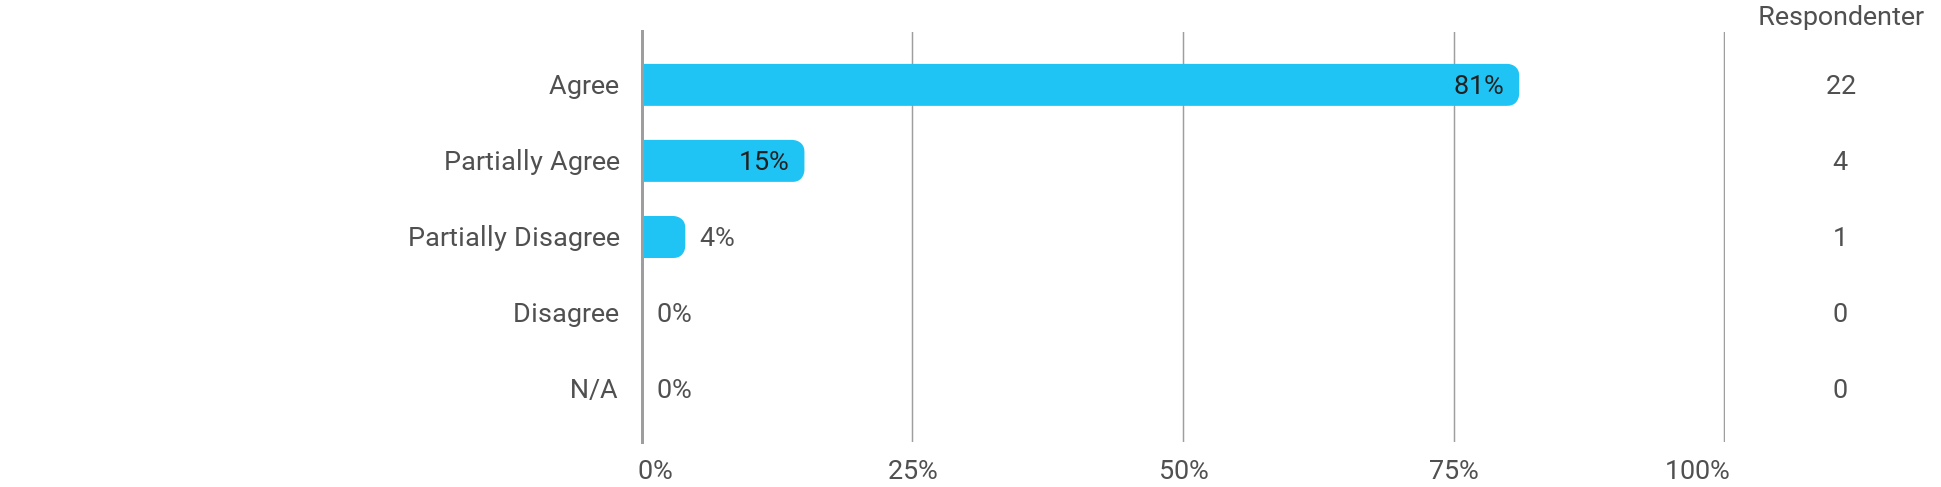 Respondenter
Agree 81% 22
Partially Agree 15% 4
Partially Disagree 4% 1
Disagree 0% 0
N/A 0% 0
0% 25% 50% 75% 100%